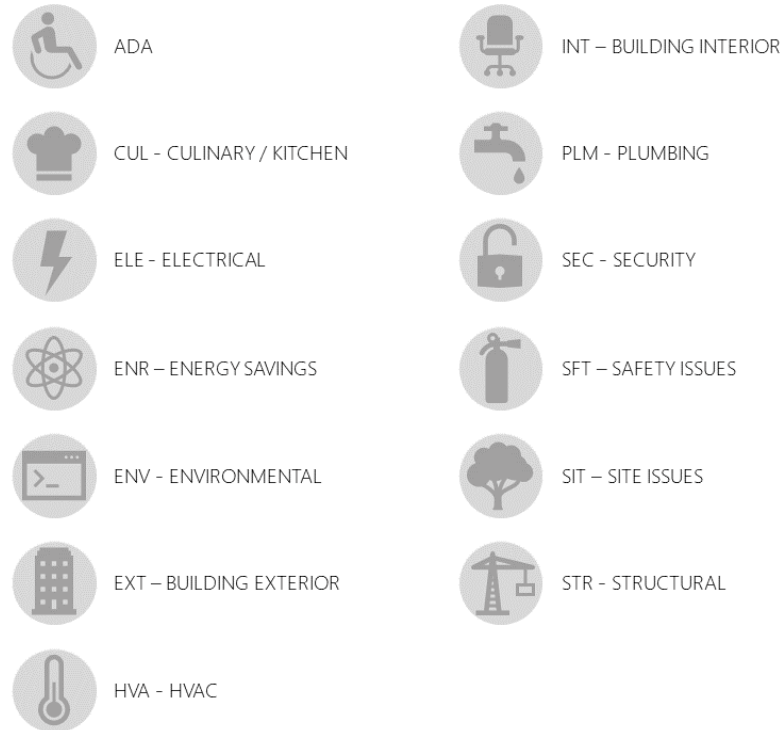 ADA
CUL - CULINARY / KITCHEN
ELE - ELECTRICAL
ENR – ENERGY SAVINGS
>_
ENV - ENVIRONMENTAL
EXT – BUILDING EXTERIOR
HVA - HVAC
INT – BUILDING INTERIOR
PLM - PLUMBING
SEC - SECURITY
SFT – SAFETY ISSUES
SIT – SITE ISSUES
STR - STRUCTURAL